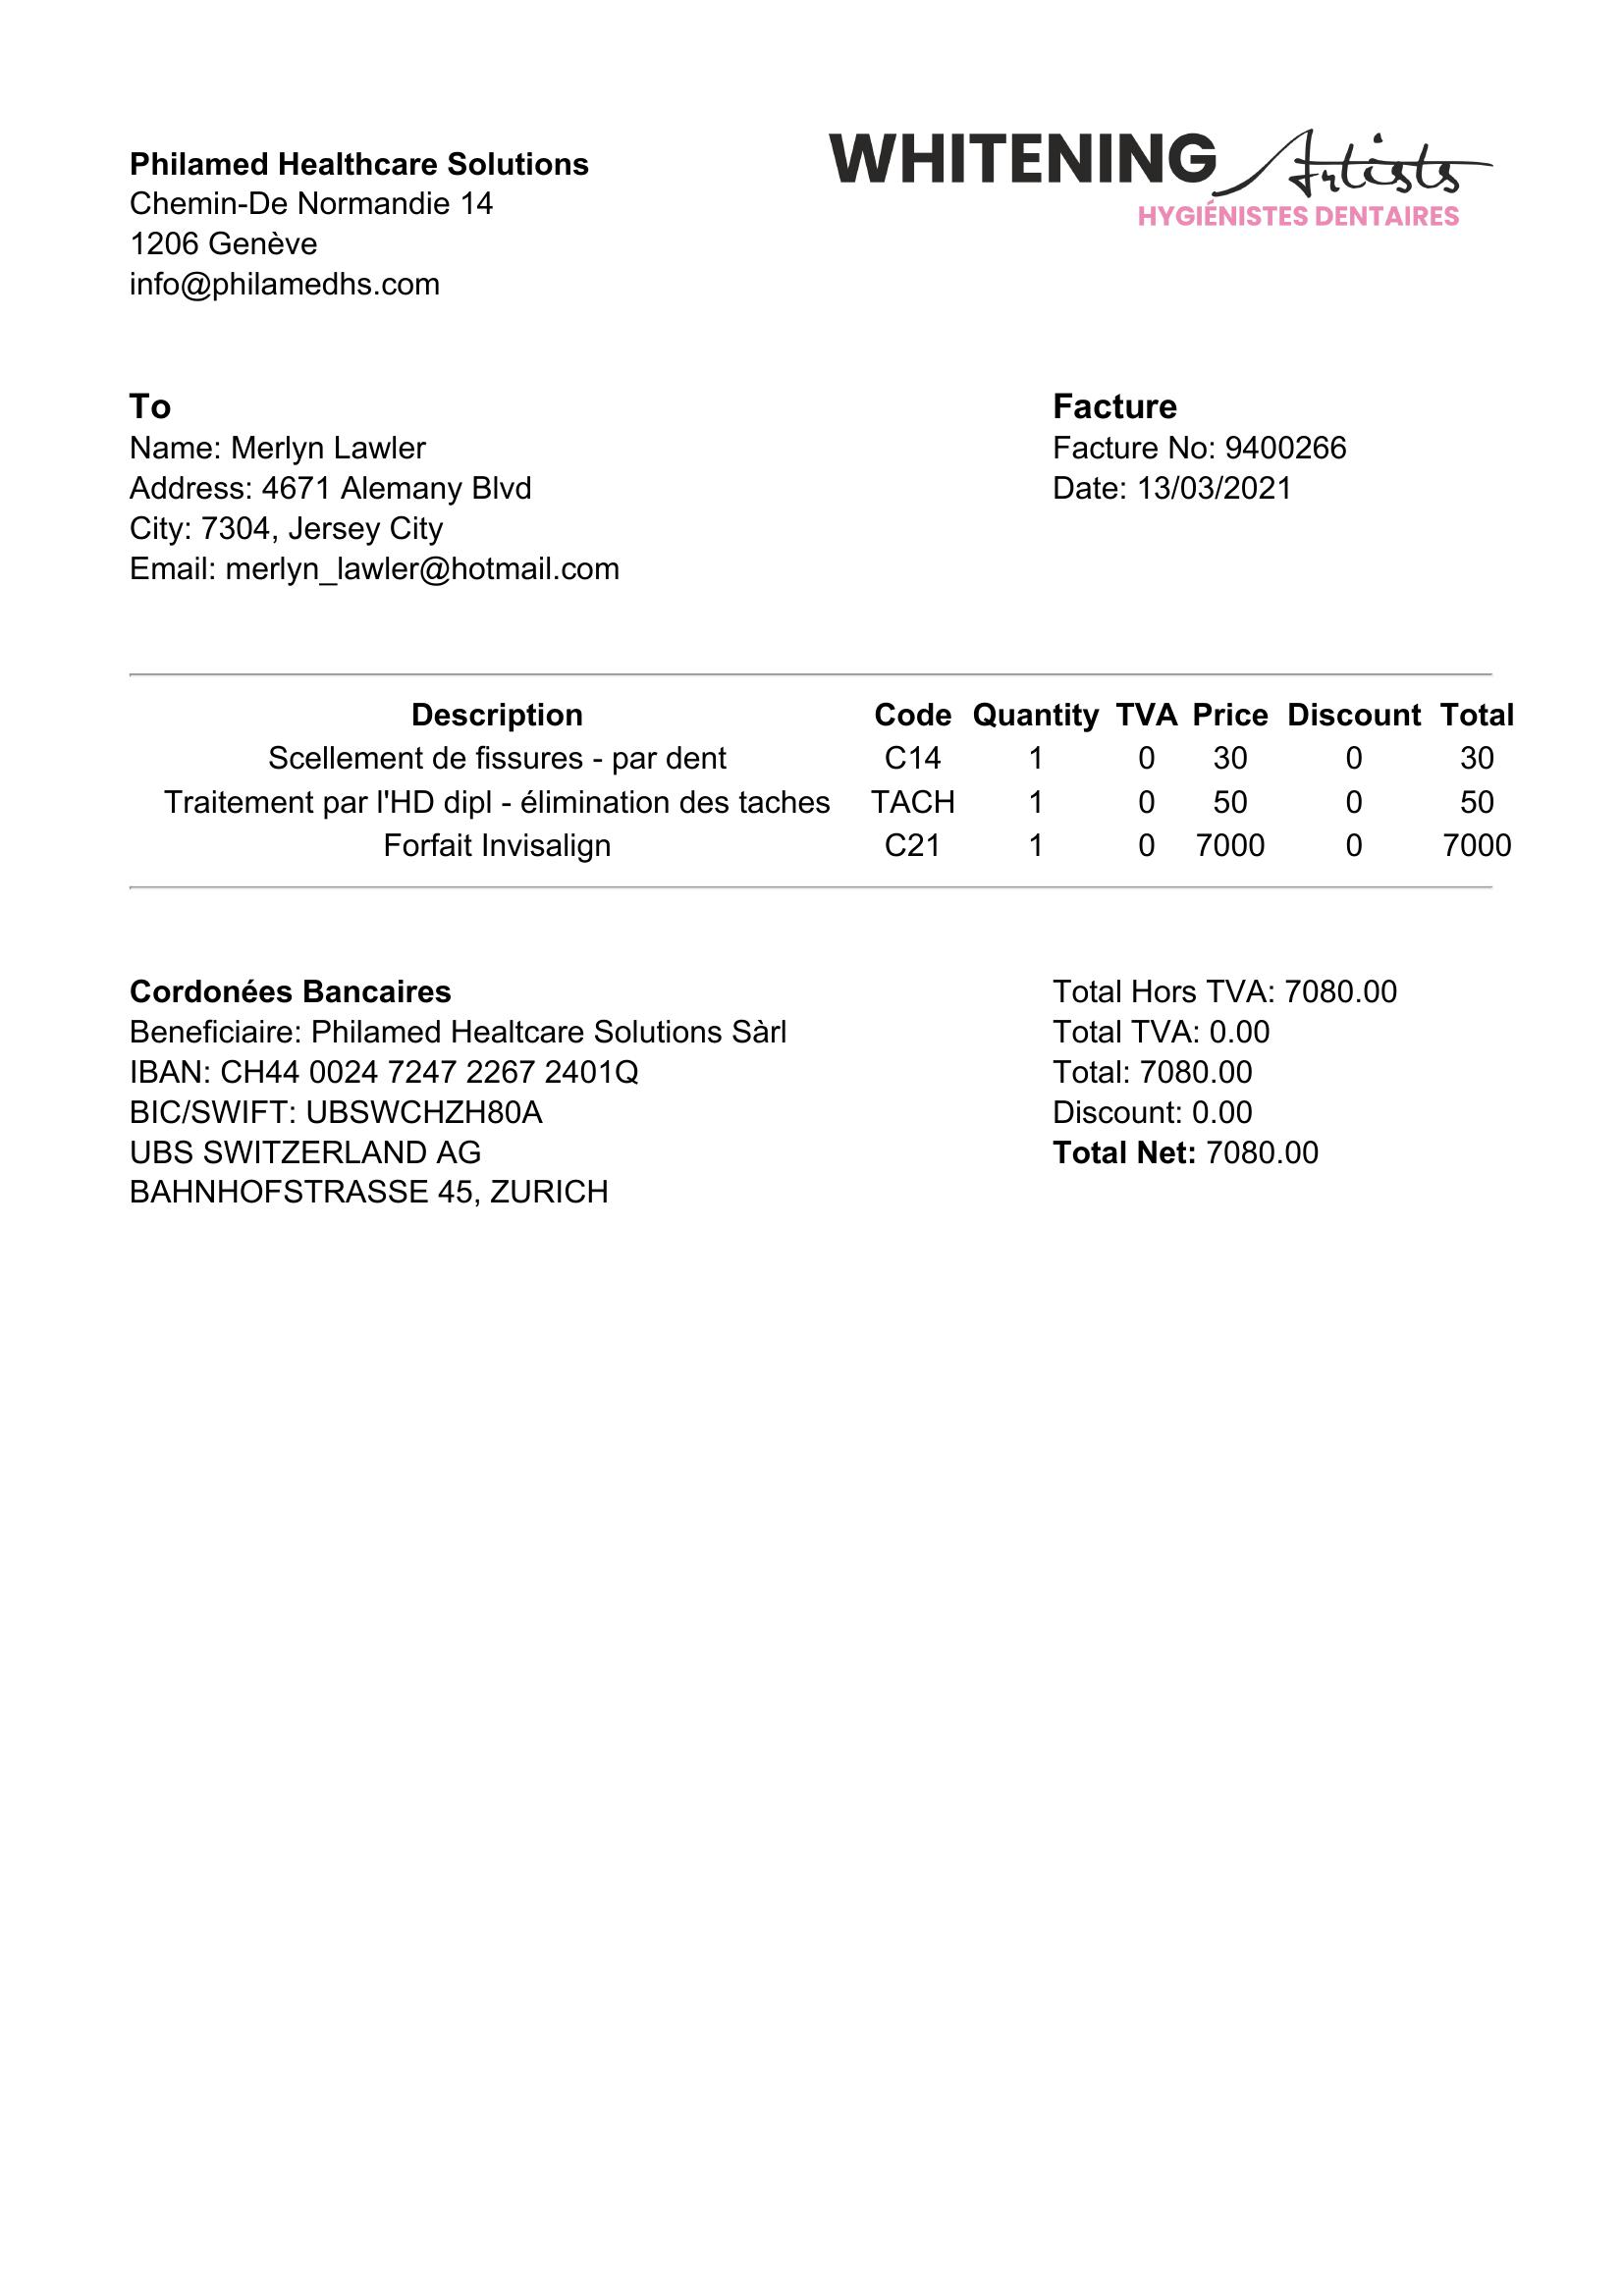 Philamed Healthcare Solutions
Chemin-De Normandie 14
1206 Genève
info@philamedhs.com
WHITENING Artists
HYGIÉNISTES DENTAIRES
To
Name: Merlyn Lawler
Address: 4671 Alemany Blvd
City: 7304, Jersey City
Email: merlyn_lawler@hotmail.com
Facture
Facture No: 9400266
Date: 13/03/2021
Description Code Quantity TVA Price Discount Total
Scellement de fissures - par dent C14 1 0 30 0 30
Traitement par l'HD dipl - élimination des taches TACH 1 0 50 0 50
Forfait Invisalign C21 1 0 7000 0 7000
Cordonées Bancaires
Beneficiaire: Philamed Healtcare Solutions Sàrl
IBAN: CH44 0024 7247 2267 2401Q
BIC/SWIFT: UBSWCHZH80A
UBS SWITZERLAND AG
BAHNHOFSTRASSE 45, ZURICH
Total Hors TVA: 7080.00
Total TVA: 0.00
Total: 7080.00
Discount: 0.00
Total Net: 7080.00